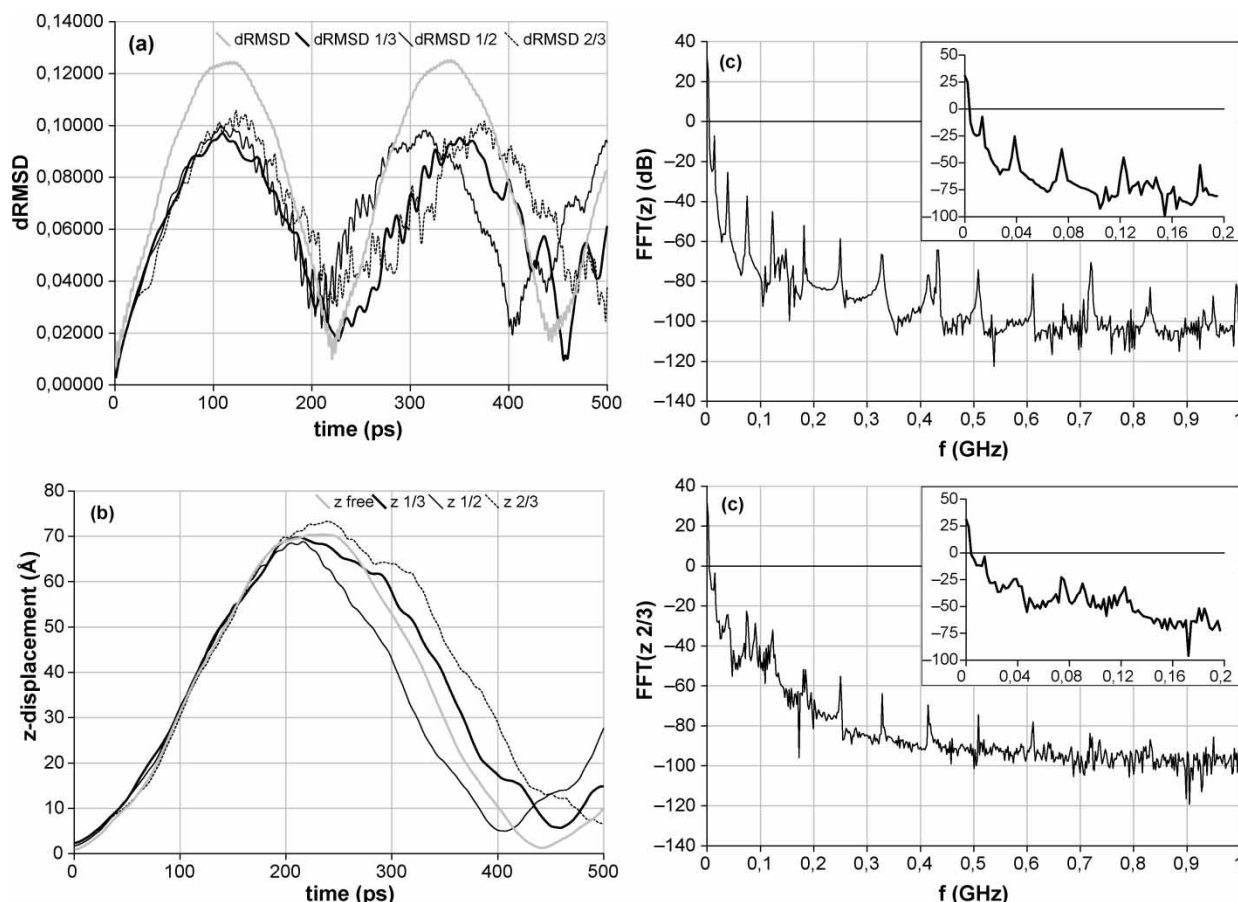 (a)
dRMSD dRMSD 1/3 dRMSD 1/2 dRMSD 2/3
0,14000
0,12000
0,10000
0,08000
0,06000
0,04000
0,02000
0,00000
dRMSD
0 100 200 300 400 500
time (ps)
(c)
40
20
0
–20
–40
–60
–80
–100
–120
–140
FFT(z) (dB)
0 0,1 0,2 0,3 0,4 0,5 0,6 0,7 0,8 0,9 1
f (GHz)
50
25
0
–25
–50
–75
–100
0 0,04 0,08 0,12 0,16 0,2
(b)
z free z 1/3 z 1/2 z 2/3
80
70
60
50
40
30
20
10
0
z-displacement (Å)
0 100 200 300 400 500
time (ps)
(c)
40
20
0
–20
–40
–60
–80
–100
–120
–140
FFT(z 2/3)
0 0,1 0,2 0,3 0,4 0,5 0,6 0,7 0,8 0,9 1
f (GHz)
50
25
0
–25
–50
–75
–100
0 0,04 0,08 0,12 0,16 0,2